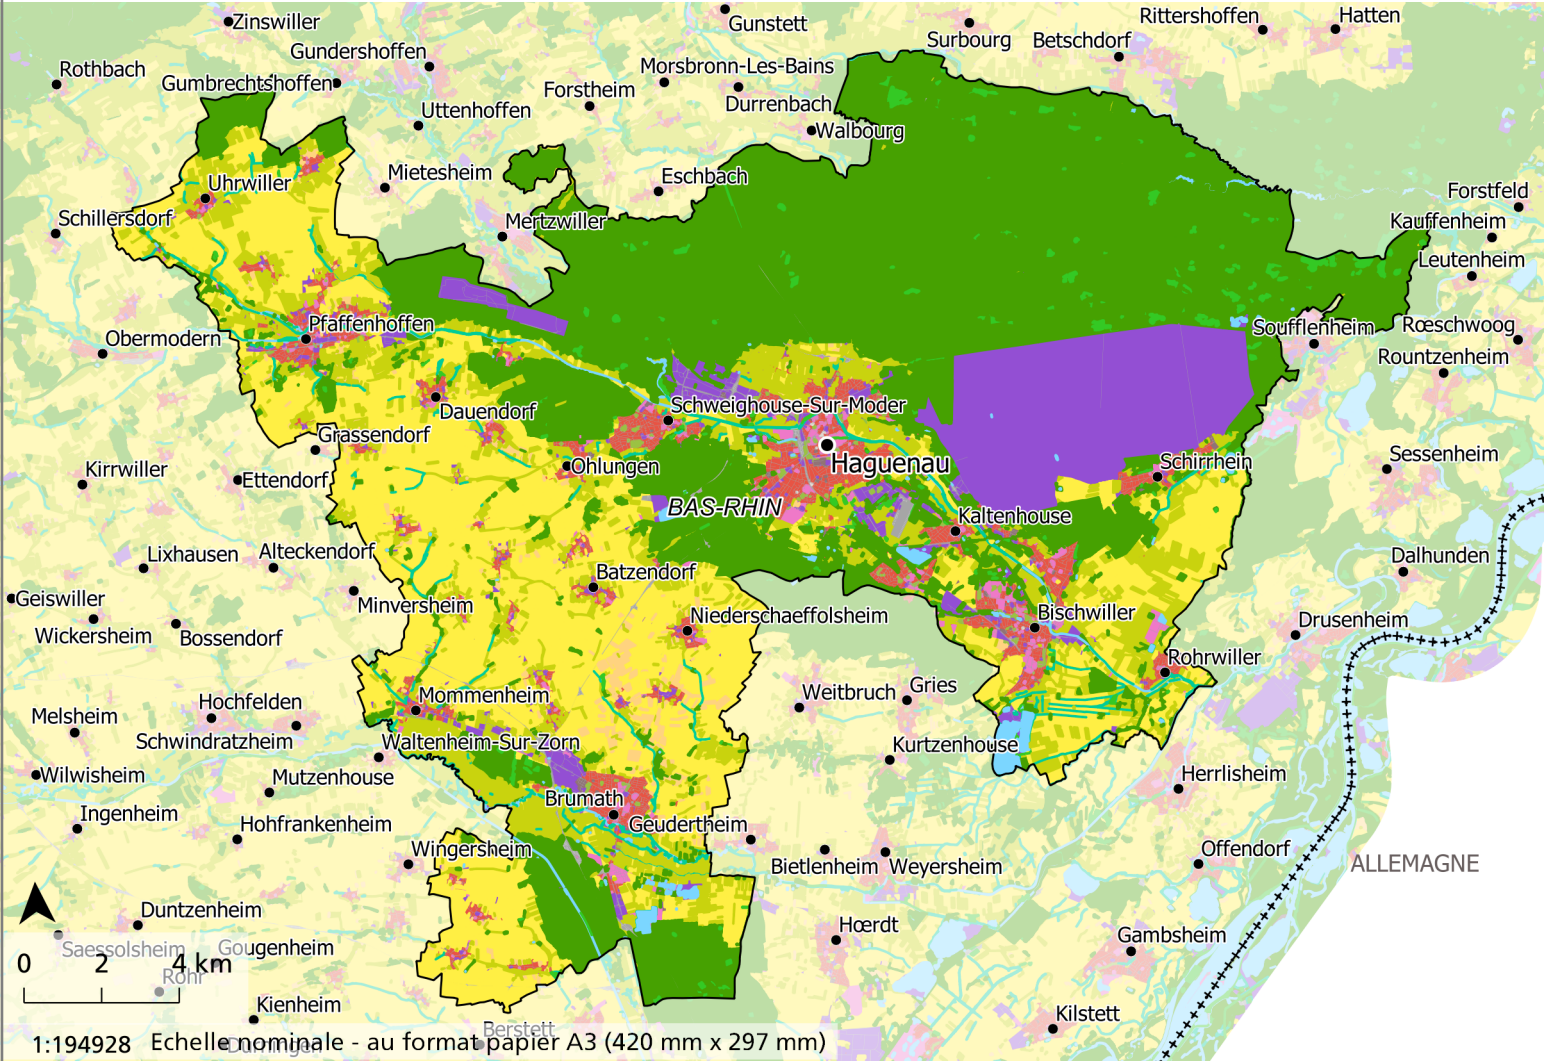 Zinswiller
Gunstett
Rittershoffen
Hatten
Surbourg
Betschdorf
Gundershoffen
Rothbach
Gumbrechtshoffen
Morsbronn-Les-Bains
Forstheim
Durrenbach
Uttenhoffen
Walbourg
Mietesheim
Eschbach
Uhrwiller
Forstfeld
Schillersdorf
Mertzwiller
Kauffenheim
Leutenheim
Pfaffenhoffen
Obermodern
Soufflenheim
Rœschwoog
Rountzenheim
Dauendorf
Schweighouse-Sur-Moder
Grassendorf
Haguenau
Kirrwiller
Ettendorf
Ohlungen
Schirrhein
Sessenheim
BAS-RHIN
Kaltenhouse
Lixhausen
Alteckendorf
Dalhunden
Batzendorf
Geiswiller
Minversheim
Niederschaeffolsheim
Bischwiller
Drusenheim
Wickersheim
Bossendorf
Rohrwiller
Hochfelden
Mommenheim
Weitbruch
Gries
Melsheim
Schwindratzheim
Waltenheim-Sur-Zorn
Kurtzenhouse
Wilwisheim
Mutzenhouse
Herrlisheim
Brumath
Ingenheim
Hohfrankenheim
Geudertheim
Wingersheim
Bietlenheim
Weyersheim
Offendorf
ALLEMAGNE
Duntzenheim
Hœrdt
Gambsheim
Saessolsheim
Gougenheim
0 2 4 km
Rohr
Kienheim
Kilstett
Berstett
1:194928 Echelle nominale - au format papier A3 (420 mm x 297 mm)